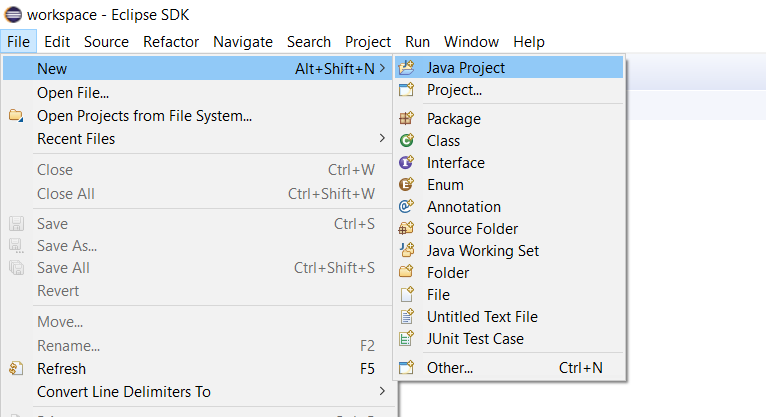 workspace - Eclipse SDK
File Edit Source Refactor Navigate Search Project Run Window Help
New Alt+Shift+N >
Open File...
Open Projects from File System...
Recent Files >
Close Ctrl+W
Close All Ctrl+Shift+W
Save Ctrl+S
Save As...
Save All Ctrl+Shift+S
Revert
Move...
Rename... F2
Refresh F5
Convert Line Delimiters To >
Java Project
Project...
Package
Class
Interface
Enum
Annotation
Source Folder
Java Working Set
Folder
File
Untitled Text File
JUnit Test Case
Other... Ctrl+N